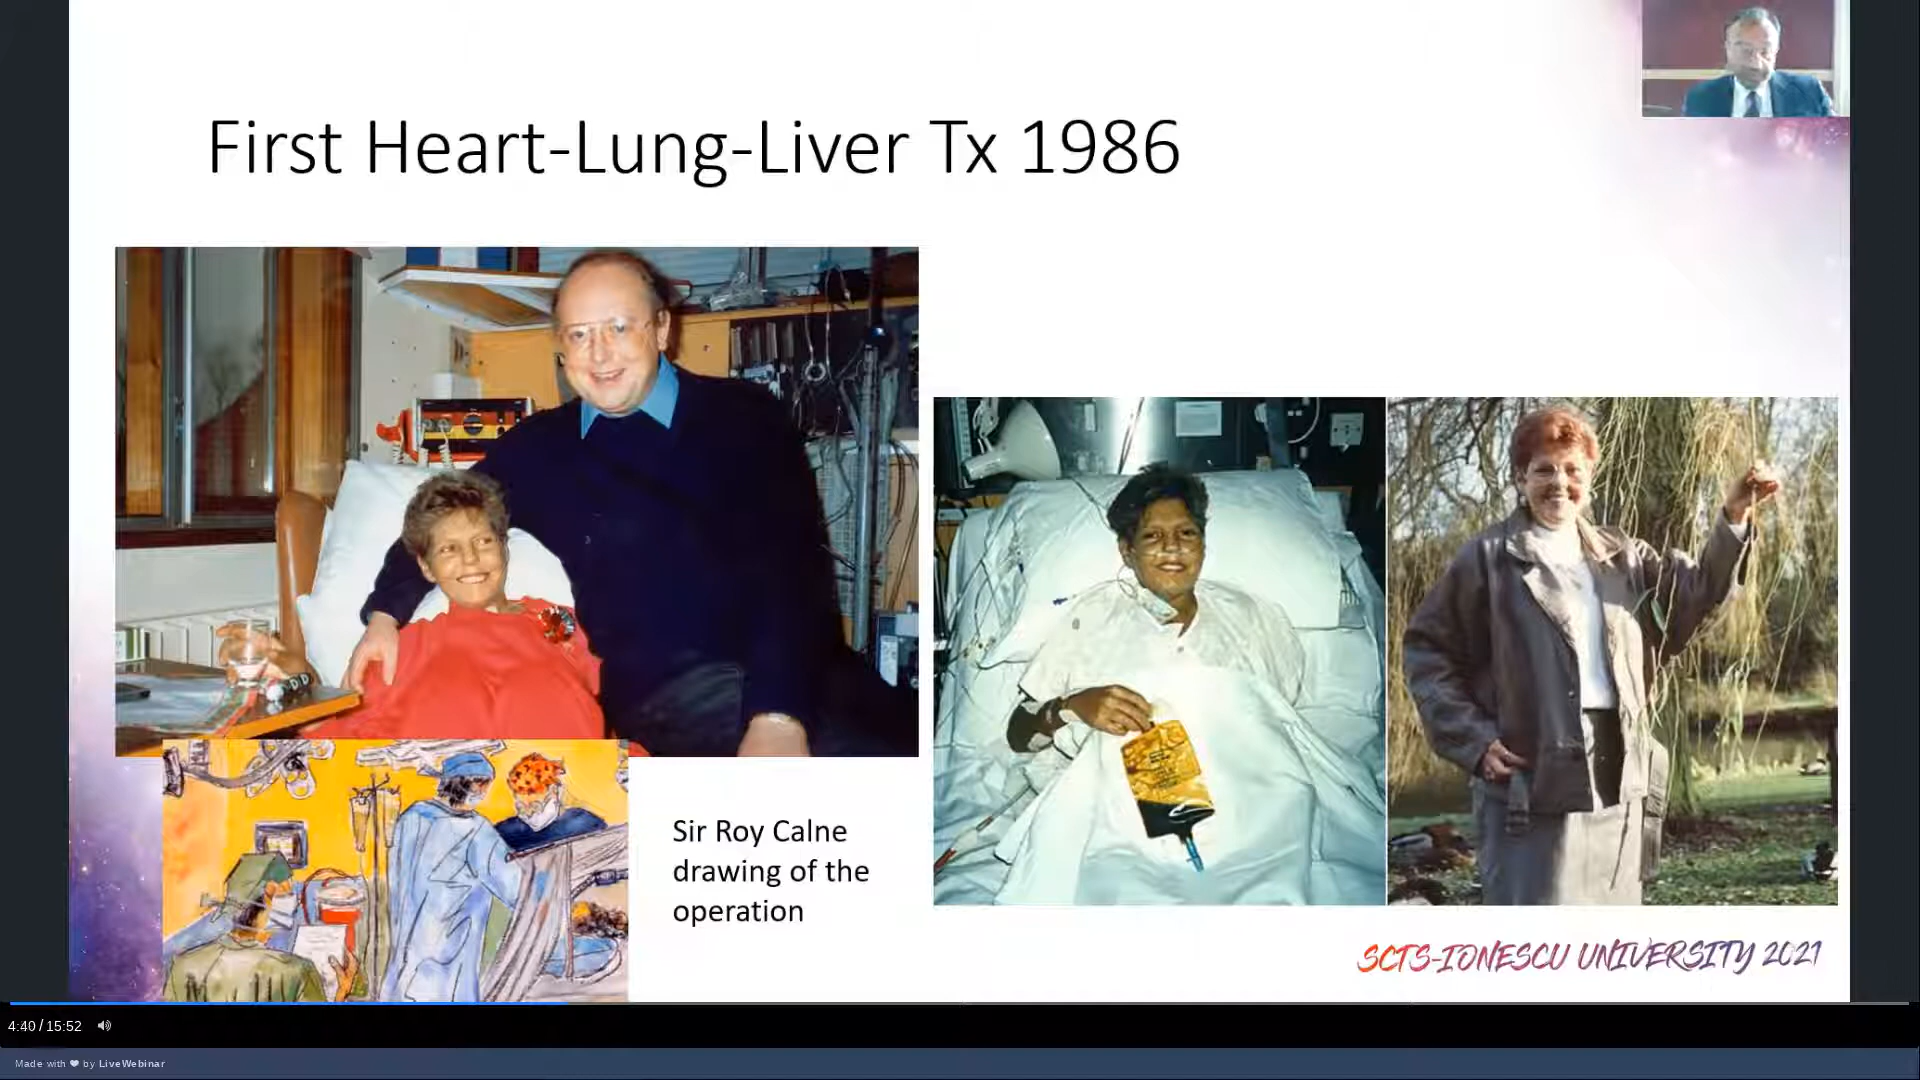 First Heart-Lung-Liver Tx 1986
Sir Roy Calne
drawing of the
operation
SCTS-IONESCU UNIVERSITY 2021
4:40 / 15:52
Made with ❤ by LiveWebinar